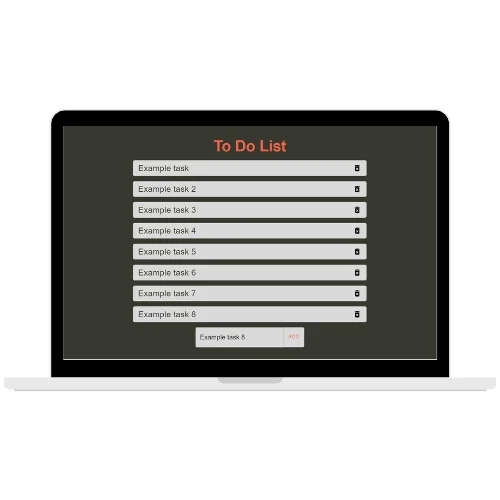 To Do List
Example task
Example task 2
Example task 3
Example task 4
Example task 5
Example task 6
Example task 7
Example task 8
Example task 8 ADD